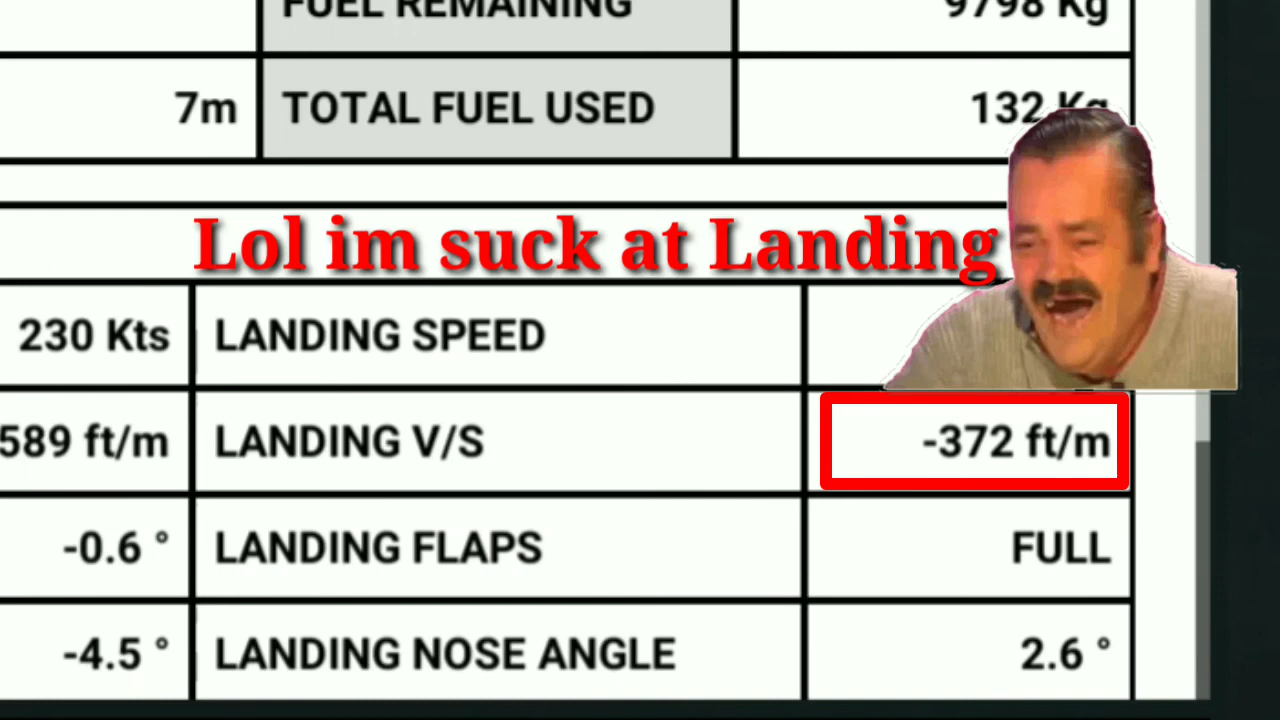 FUEL REMAINING 9798 Kg
7m TOTAL FUEL USED 132 Kg
Lol im suck at Landing
230 Kts LANDING SPEED
589 ft/m LANDING V/S -372 ft/m
-0.6 ° LANDING FLAPS FULL
-4.5 ° LANDING NOSE ANGLE 2.6 °